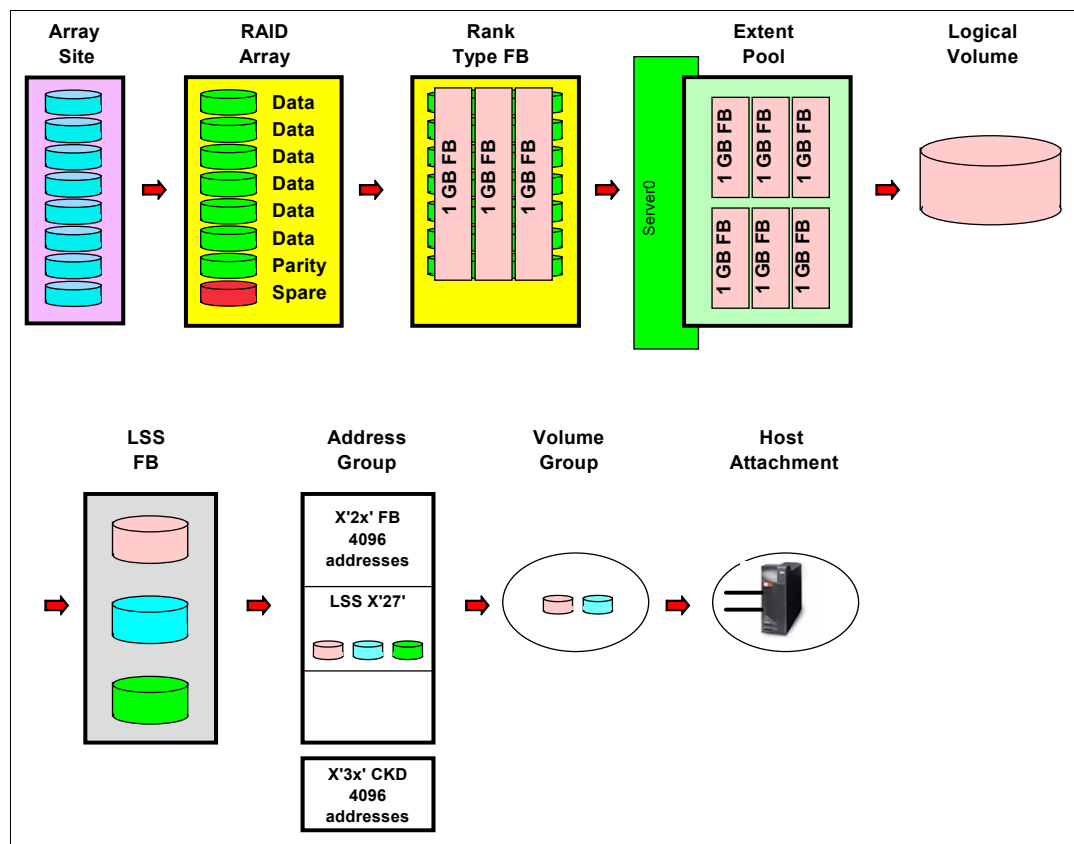 Array
Site
RAID
Array
Rank
Type FB
Extent
Pool
Logical
Volume
Data
Data
Data
Data
Data
Data
Parity
Spare
1 GB FB
1 GB FB
1 GB FB
Server0
1 GB FB
1 GB FB
1 GB FB
1 GB FB
1 GB FB
1 GB FB
LSS
FB
Address
Group
Volume
Group
Host
Attachment
X'2x' FB
4096
addresses
LSS X'27'
X'3x' CKD
4096
addresses